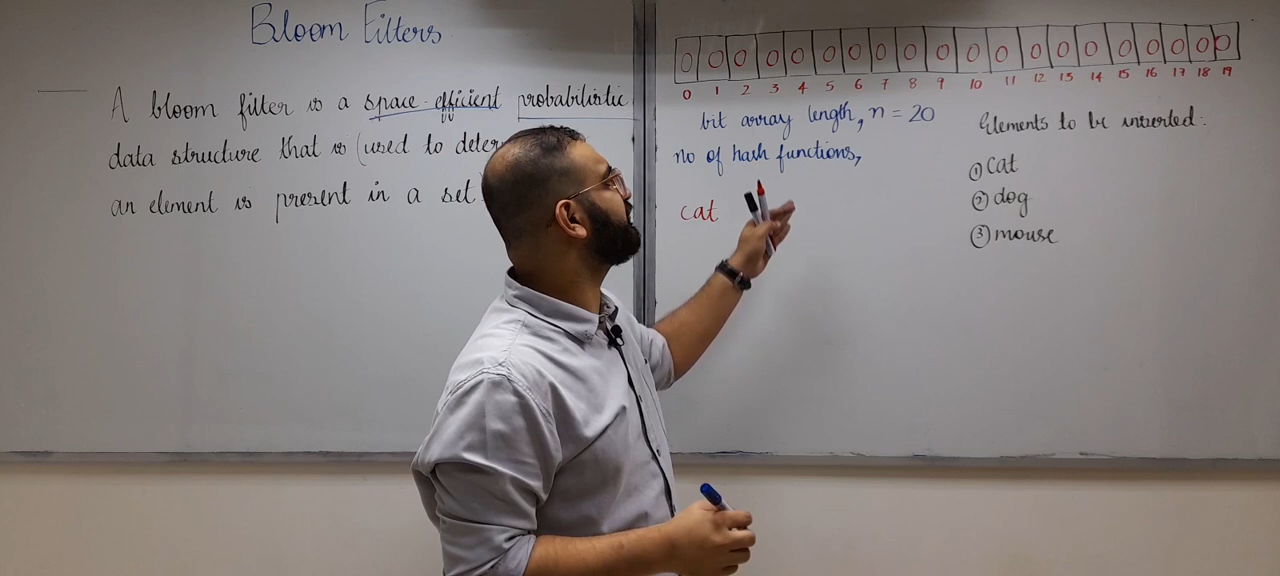 Bloom Filters
A bloom filter is a space-efficient probabilistic
data structure that is (used to deter
an element is present in a set
0 0 0 0 0 0 0 0 0 0 0 0 0 0 0 0 0 0 0 0
0 1 2 3 4 5 6 7 8 9 10 11 12 13 14 15 16 17 18 19
bit array length, n = 20
no of hash functions,
cat
Elements to be inserted:
① cat
② dog
③ mouse